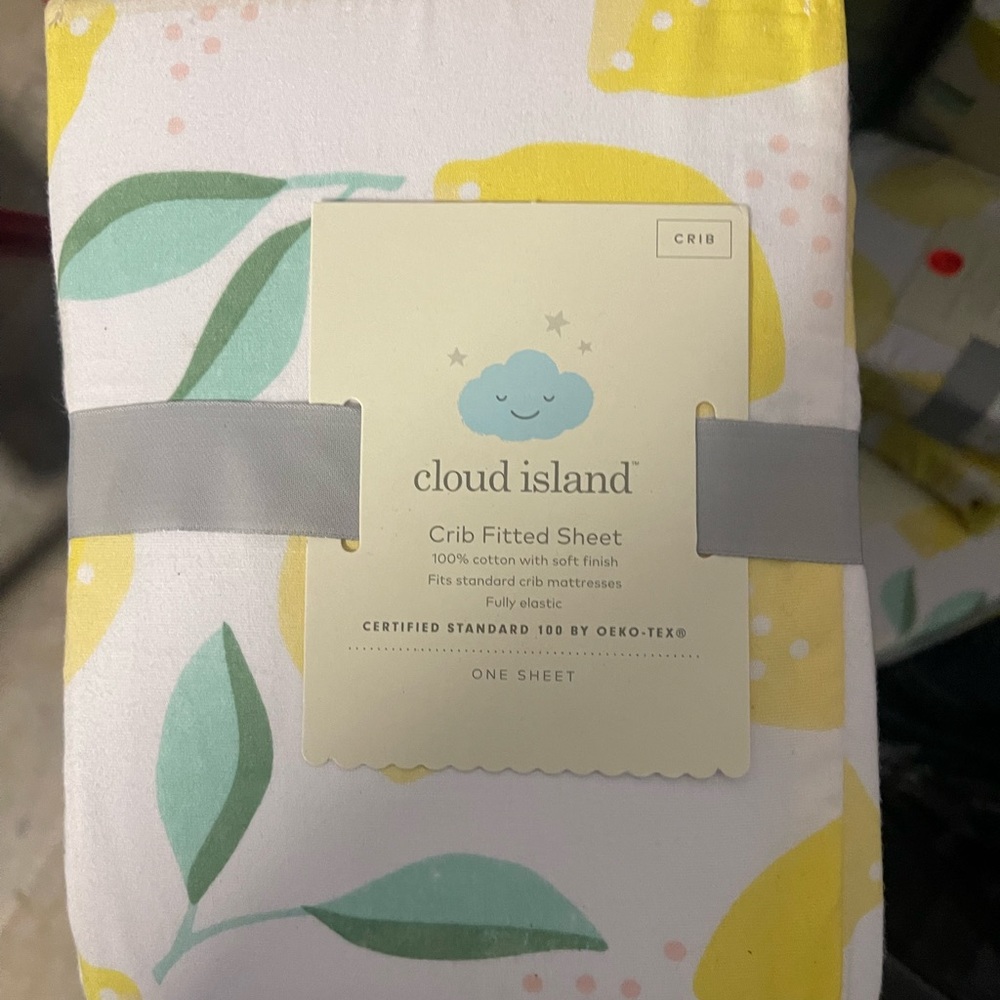 CRIB
cloud island™
Crib Fitted Sheet
100% cotton with soft finish
Fits standard crib mattresses
Fully elastic
CERTIFIED STANDARD 100 BY OEKO-TEX®
ONE SHEET